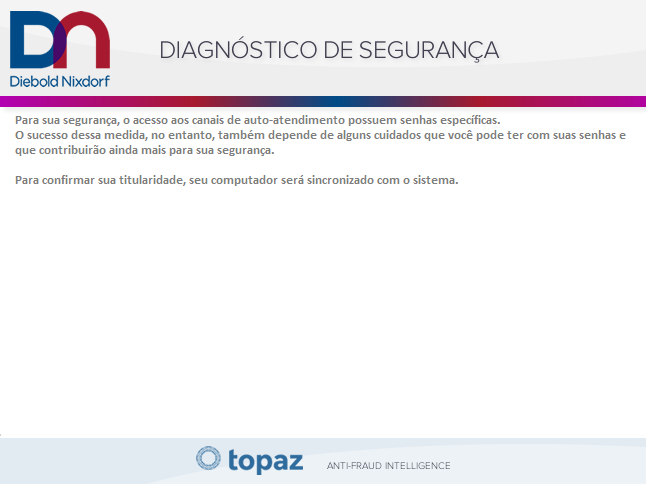 Diebold Nixdorf
DIAGNÓSTICO DE SEGURANÇA
Para sua segurança, o acesso aos canais de auto-atendimento possuem senhas específicas.
O sucesso dessa medida, no entanto, também depende de alguns cuidados que você pode ter com suas senhas e
que contribuirão ainda mais para sua segurança.
Para confirmar sua titularidade, seu computador será sincronizado com o sistema.
topaz
ANTI-FRAUD INTELLIGENCE